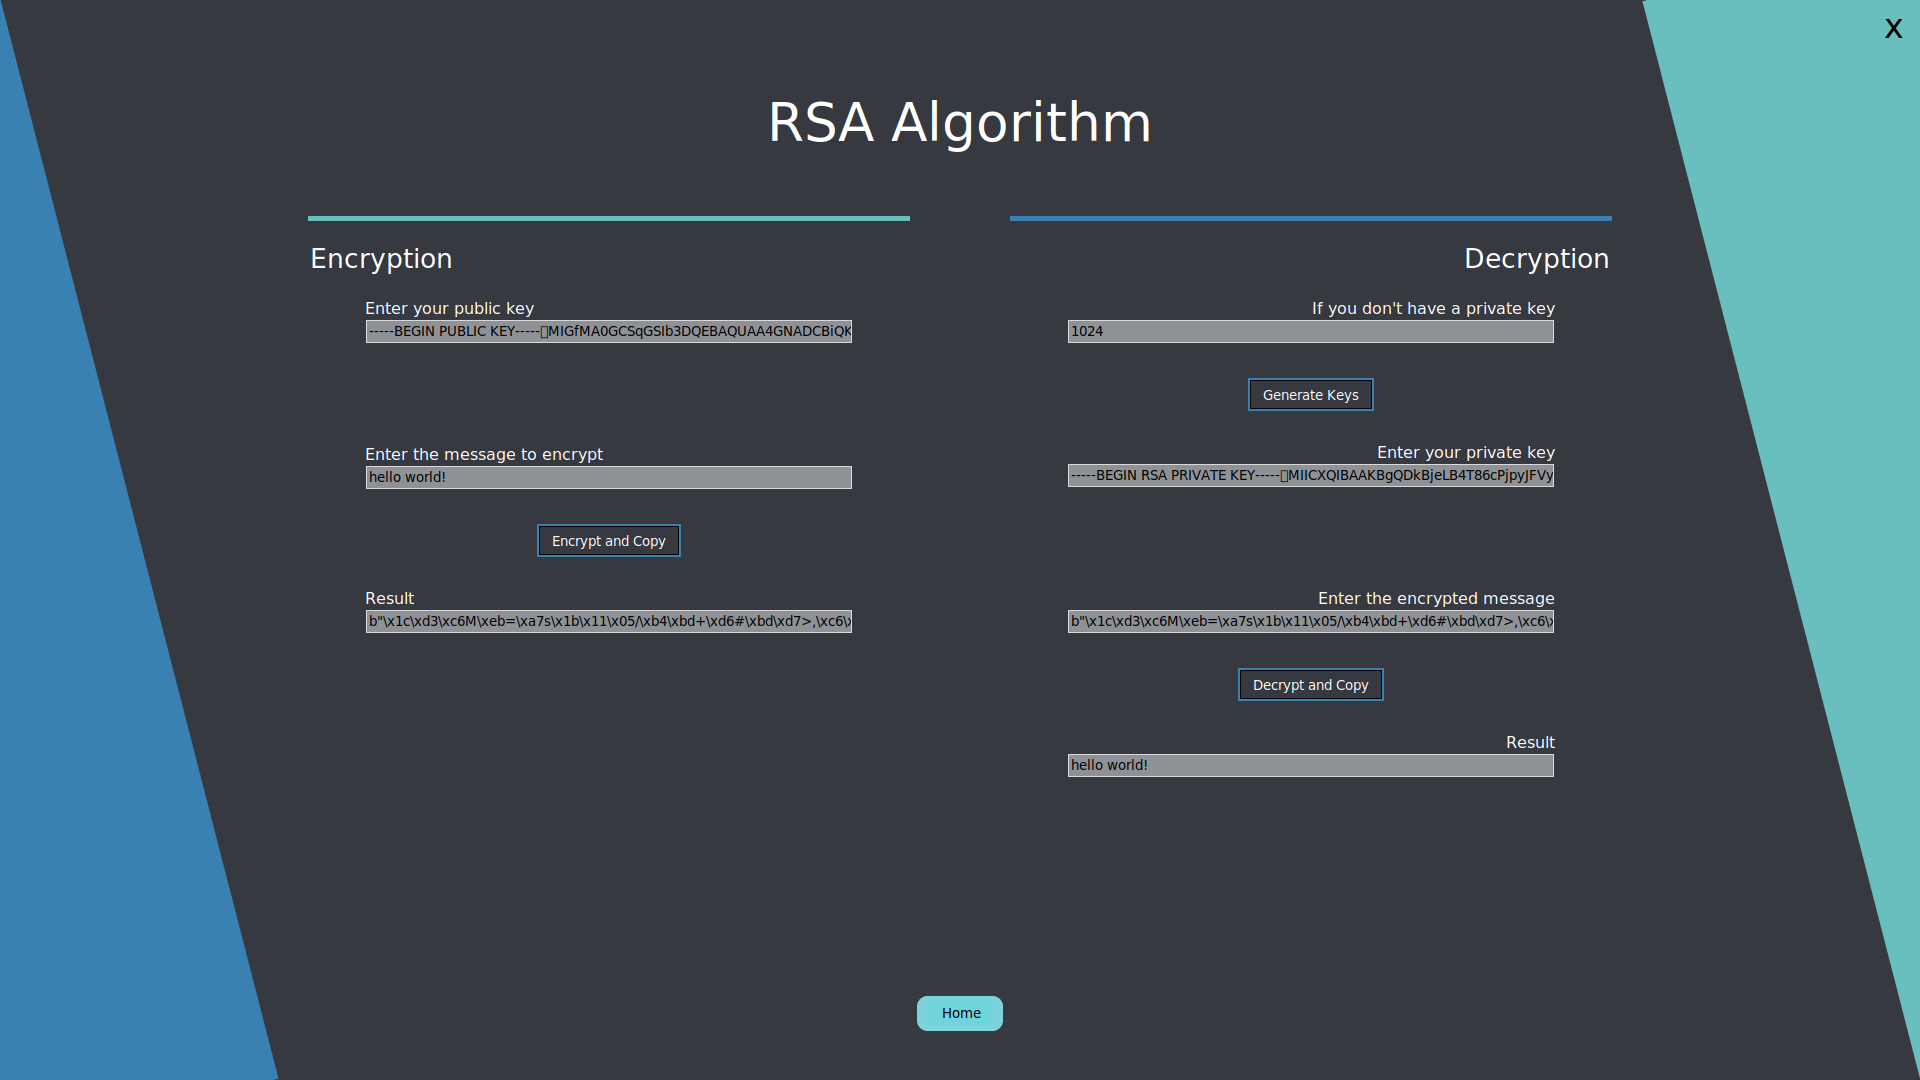 X
RSA Algorithm
Encryption
Enter your public key
-----BEGIN PUBLIC KEY-----▯MIGfMA0GCSqGSIb3DQEBAQUAA4GNADCBiQK
Enter the message to encrypt
hello world!
Encrypt and Copy
Result
b"\x1c\xd3\xc6M\xeb=\xa7s\x1b\x11\x05/\xb4\xbd+\xd6#\xbd\xd7>,\xc6\x
Decryption
If you don't have a private key
1024
Generate Keys
Enter your private key
-----BEGIN RSA PRIVATE KEY-----▯MIICXQIBAAKBgQDkBjeLB4T86cPjpyJFVy
Enter the encrypted message
b"\x1c\xd3\xc6M\xeb=\xa7s\x1b\x11\x05/\xb4\xbd+\xd6#\xbd\xd7>,\xc6\x
Decrypt and Copy
Result
hello world!
Home